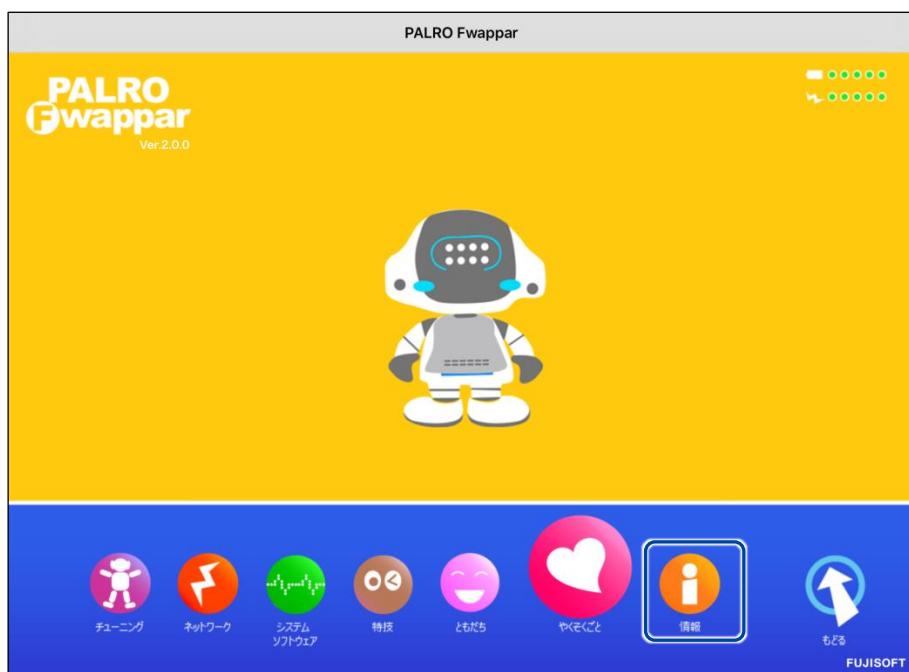 PALRO Fwappar
PALRO
Fwappar
Ver.2.0.0
チューニング
ネットワーク
システム
ソフトウェア
特技
ともだち
やくそくごと
情報
もどる
FUJISOFT